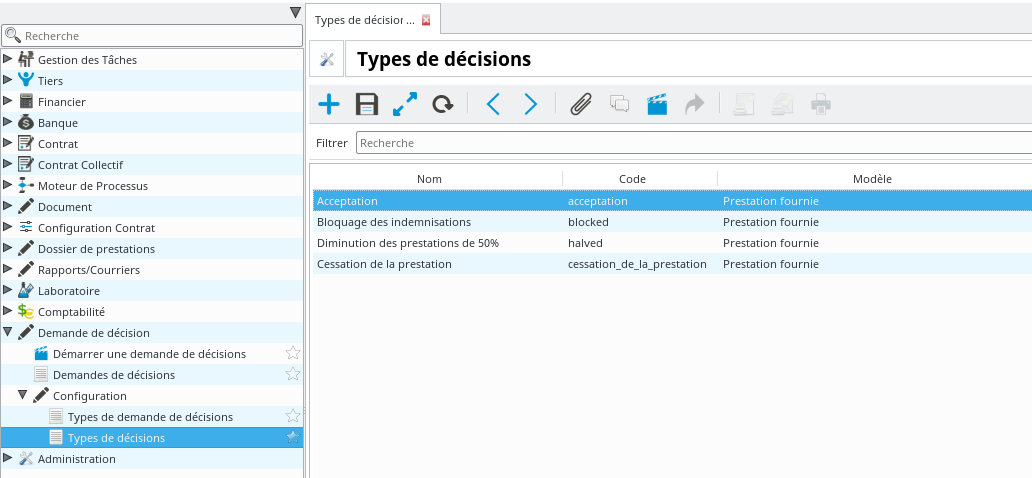 Types de décisior ...
Recherche
Types de décisions
Gestion des Tâches
Tiers
Financier
Banque
Contrat
Contrat Collectif
Moteur de Processus
Document
Configuration Contrat
Dossier de prestations
Rapports/Courriers
Laboratoire
Comptabilité
Demande de décision
Démarrer une demande de décisions
Demandes de décisions
Configuration
Types de demande de décisions
Types de décisions
Administration
Filtrer Recherche
Nom Code Modèle
Acceptation acceptation Prestation fournie
Bloquage des indemnisations blocked Prestation fournie
Diminution des prestations de 50% halved Prestation fournie
Cessation de la prestation cessation_de_la_prestation Prestation fournie